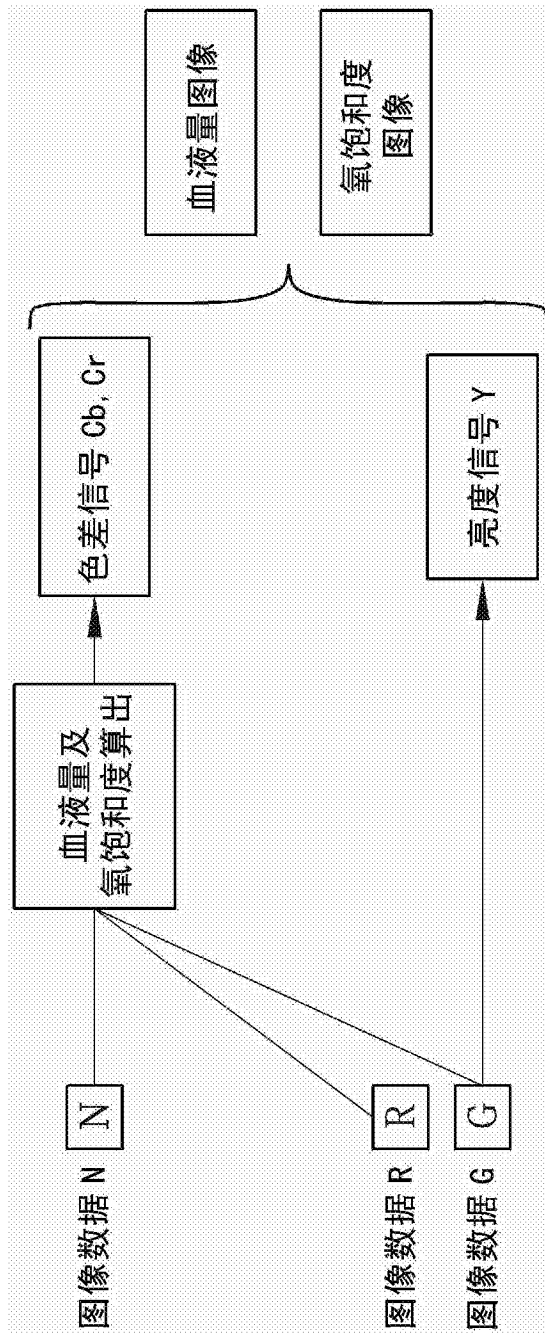 图像数据 N
N
图像数据 R
R
图像数据 G
G
血液量及
氧饱和度算出
色差信号 Cb, Cr
亮度信号 Y
血液量图像
氧饱和度
图像